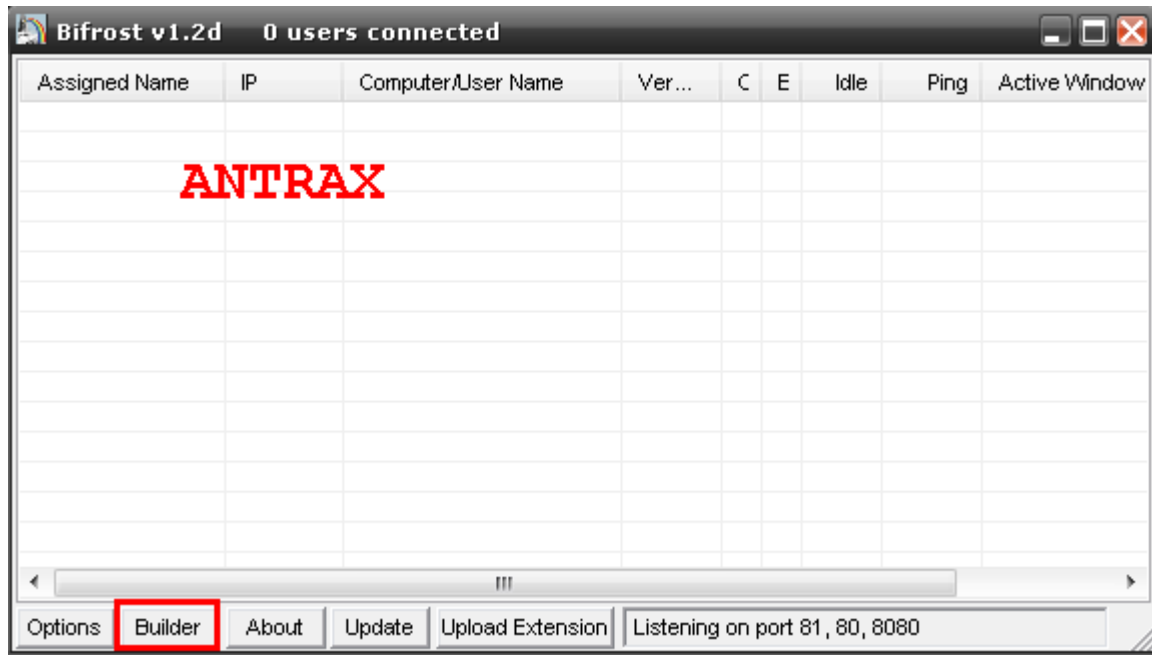 Bifrost v1.2d 0 users connected
Assigned Name IP Computer/User Name Ver... C E Idle Ping Active Window
ANTRAX
Options Builder About Update Upload Extension Listening on port 81, 80, 8080